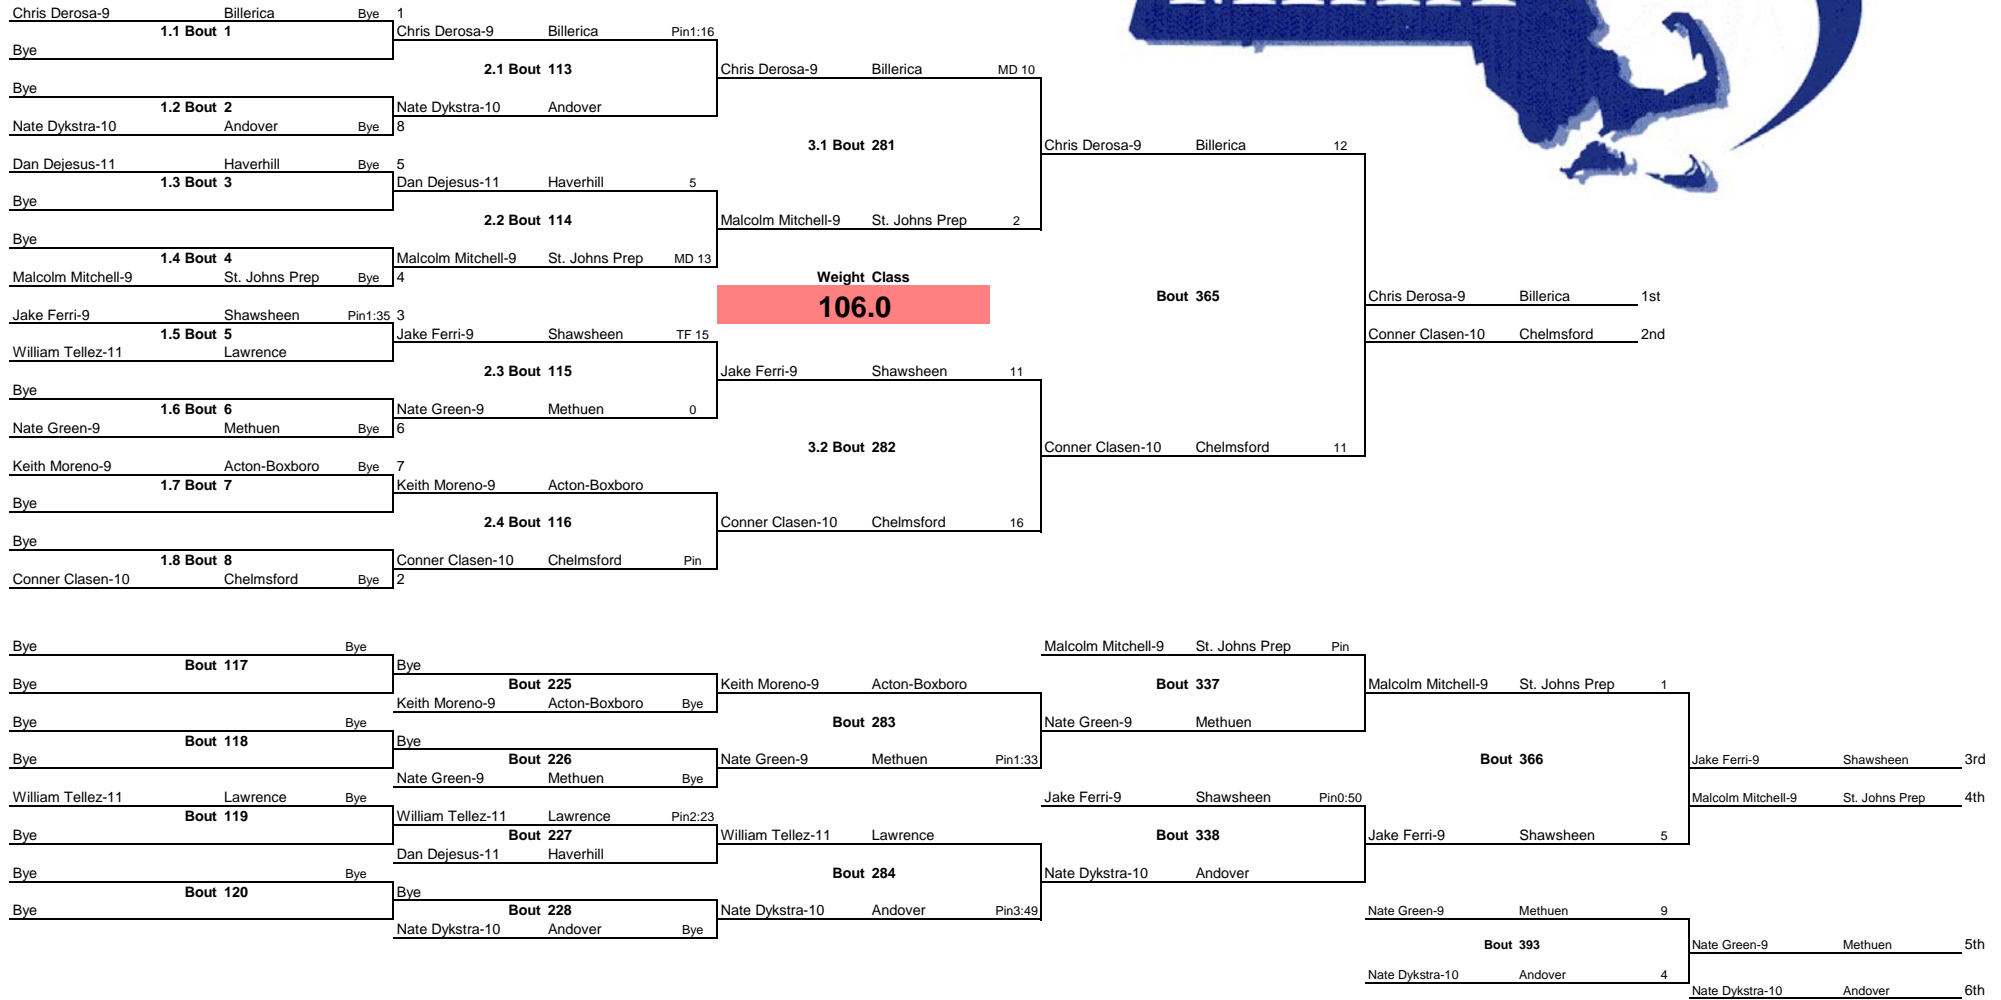 Chris Derosa-9 Billerica Bye 1
1.1 Bout 1 Chris Derosa-9 Billerica Pin1:16
Bye
2.1 Bout 113 Chris Derosa-9 Billerica MD 10
Bye
1.2 Bout 2 Nate Dykstra-10 Andover
Nate Dykstra-10 Andover Bye 8
3.1 Bout 281 Chris Derosa-9 Billerica 12
Dan Dejesus-11 Haverhill Bye 5
1.3 Bout 3 Dan Dejesus-11 Haverhill 5
Bye
2.2 Bout 114 Malcolm Mitchell-9 St. Johns Prep 2
Bye
1.4 Bout 4 Malcolm Mitchell-9 St. Johns Prep MD 13
Malcolm Mitchell-9 St. Johns Prep Bye 4 Weight Class
Bout 365 Chris Derosa-9 Billerica 1st
106.0
Jake Ferri-9 Shawsheen Pin1:35 3
1.5 Bout 5 Jake Ferri-9 Shawsheen TF 15 Conner Clasen-10 Chelmsford 2nd
William Tellez-11 Lawrence
2.3 Bout 115 Jake Ferri-9 Shawsheen 11
Bye
1.6 Bout 6 Nate Green-9 Methuen 0
Nate Green-9 Methuen Bye 6
3.2 Bout 282 Conner Clasen-10 Chelmsford 11
Keith Moreno-9 Acton-Boxboro Bye 7
1.7 Bout 7 Keith Moreno-9 Acton-Boxboro
Bye
2.4 Bout 116 Conner Clasen-10 Chelmsford 16
Bye
1.8 Bout 8 Conner Clasen-10 Chelmsford Pin
Conner Clasen-10 Chelmsford Bye 2
Bye Bye Malcolm Mitchell-9 St. Johns Prep Pin
Bout 117 Bye
Bye Bout 225 Keith Moreno-9 Acton-Boxboro Bout 337 Malcolm Mitchell-9 St. Johns Prep 1
Keith Moreno-9 Acton-Boxboro Bye
Bye Bye Bout 283 Nate Green-9 Methuen
Bout 118 Bye
Bye Bout 226 Nate Green-9 Methuen Pin1:33 Bout 366 Jake Ferri-9 Shawsheen 3rd
Nate Green-9 Methuen Bye
William Tellez-11 Lawrence Bye Jake Ferri-9 Shawsheen Pin0:50 Malcolm Mitchell-9 St. Johns Prep 4th
Bout 119 William Tellez-11 Lawrence Pin2:23
Bye Bout 227 William Tellez-11 Lawrence Bout 338 Jake Ferri-9 Shawsheen 5
Dan Dejesus-11 Haverhill
Bye Bye Bout 284 Nate Dykstra-10 Andover
Bout 120 Bye
Bye Bout 228 Nate Dykstra-10 Andover Pin3:49 Nate Green-9 Methuen 9
Nate Dykstra-10 Andover Bye
Bout 393 Nate Green-9 Methuen 5th
Nate Dykstra-10 Andover 4
Nate Dykstra-10 Andover 6th